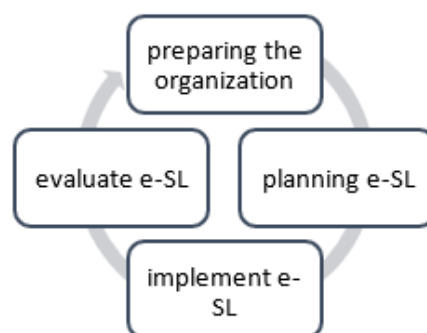 preparing the
organization
planning e-SL
implement e-
SL
evaluate e-SL